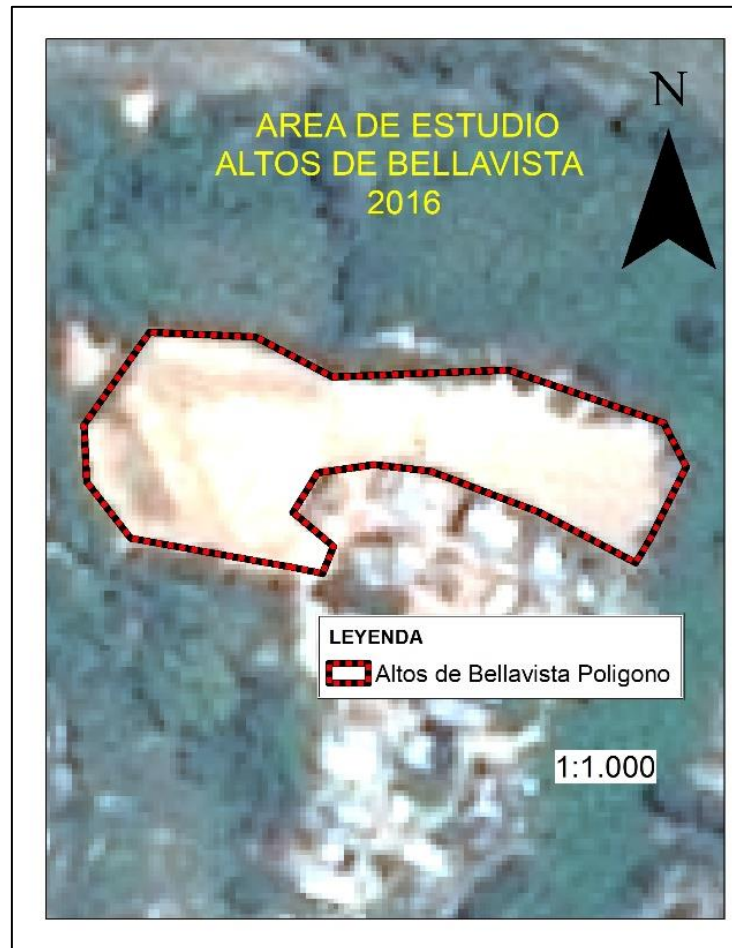 N
AREA DE ESTUDIO
ALTOS DE BELLAVISTA
2016
LEYENDA
Altos de Bellavista Poligono
1:1.000